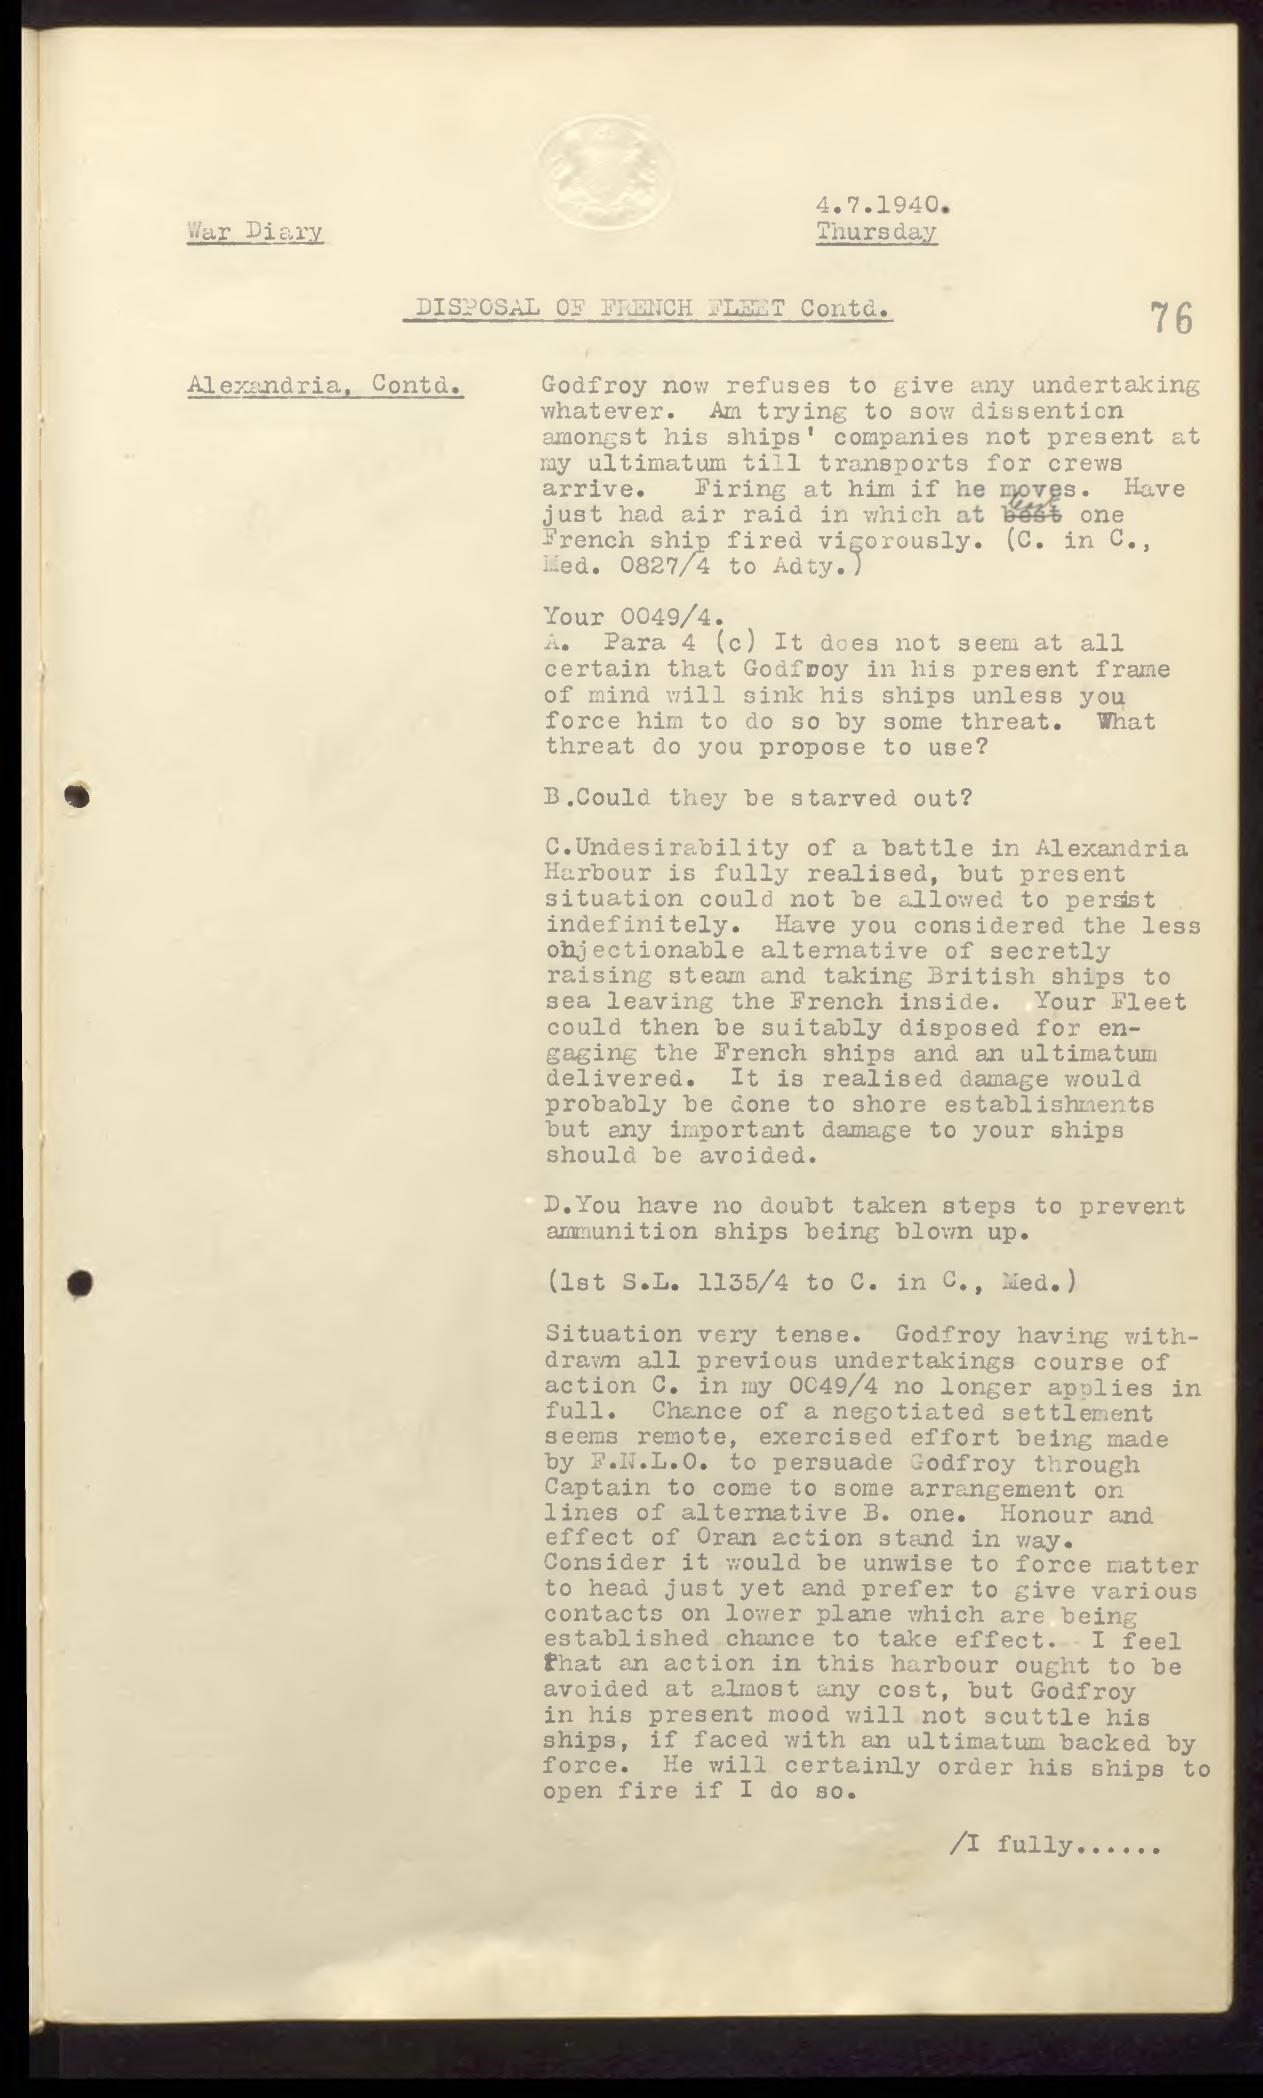 War Diary
4.7.1940.
Thursday
DISPOSAL OF FRENCH FLEET Contd.
76
Alexandria, Contd.
Godfroy now refuses to give any undertaking
whatever. Am trying to sow dissention
amongst his ships' companies not present at
my ultimatum till transports for crews
arrive. Firing at him if he moves. Have
just had air raid in which at best least one
French ship fired vigorously. (C. in C.,
Med. 0827/4 to Adty.)
Your 0049/4.
A. Para 4 (c) It does not seem at all
certain that Godfroy in his present frame
of mind will sink his ships unless you
force him to do so by some threat. What
threat do you propose to use?
B.Could they be starved out?
C.Undesirability of a battle in Alexandria
Harbour is fully realised, but present
situation could not be allowed to persist
indefinitely. Have you considered the less
objectionable alternative of secretly
raising steam and taking British ships to
sea leaving the French inside. Your Fleet
could then be suitably disposed for en-
gaging the French ships and an ultimatum
delivered. It is realised damage would
probably be done to shore establishments
but any important damage to your ships
should be avoided.
D.You have no doubt taken steps to prevent
ammunition ships being blown up.
(1st S.L. 1135/4 to C. in C., Med.)
Situation very tense. Godfroy having with-
drawn all previous undertakings course of
action C. in my 0049/4 no longer applies in
full. Chance of a negotiated settlement
seems remote, exercised effort being made
by F.N.L.O. to persuade Godfroy through
Captain to come to some arrangement on
lines of alternative B. one. Honour and
effect of Oran action stand in way.
Consider it would be unwise to force matter
to head just yet and prefer to give various
contacts on lower plane which are being
established chance to take effect. I feel
that an action in this harbour ought to be
avoided at almost any cost, but Godfroy
in his present mood will not scuttle his
ships, if faced with an ultimatum backed by
force. He will certainly order his ships to
open fire if I do so.
/I fully......